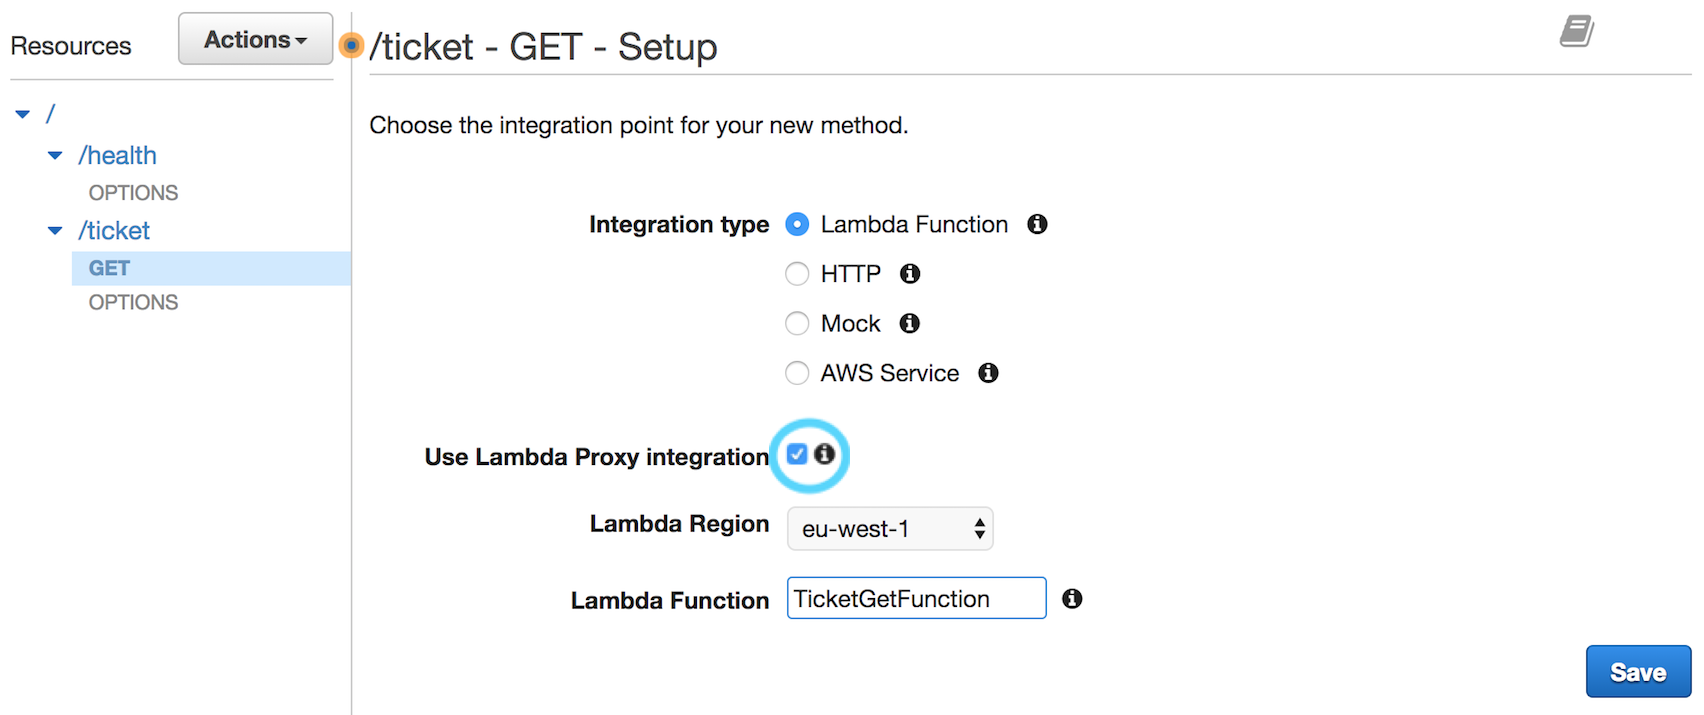 Resources
Actions
/
/health
OPTIONS
/ticket
GET
OPTIONS
/ticket - GET - Setup
Choose the integration point for your new method.
Integration type
Lambda Function
HTTP
Mock
AWS Service
Use Lambda Proxy integration
Lambda Region
eu-west-1
Lambda Function
TicketGetFunction
Save